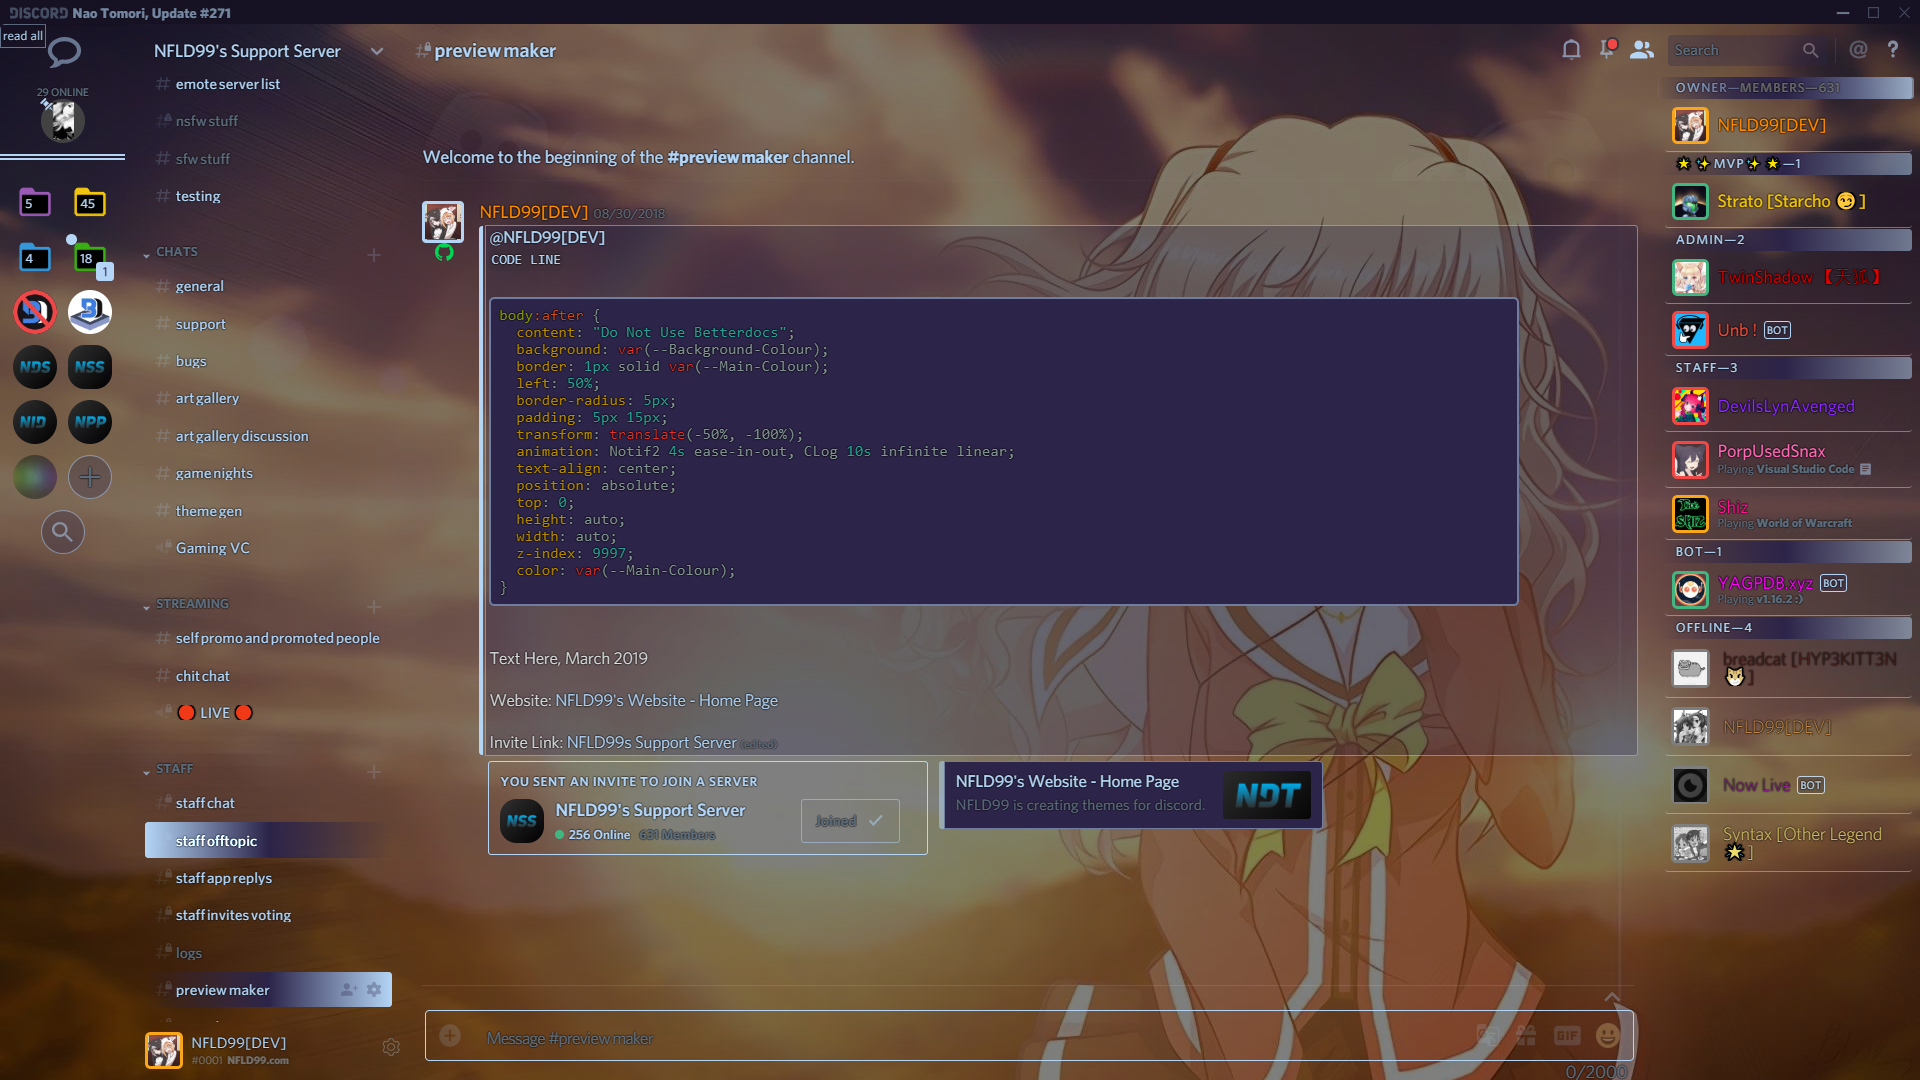 DISCORD Nao Tomori, Update #271
read all
29 ONLINE
5
45
4
18
1
NDS
NSS
NID
NPP
NFLD99's Support Server
emote server list
nsfw stuff
sfw stuff
testing
CHATS
general
support
bugs
art gallery
art gallery discussion
game nights
theme gen
Gaming VC
STREAMING
self promo and promoted people
chit chat
LIVE
STAFF
staff chat
staff offtopic
staff app replys
staff invites voting
logs
preview maker
NFLD99[DEV]
#0001 NFLD99.com
preview maker
Search
Welcome to the beginning of the #preview maker channel.
NFLD99[DEV] 08/30/2018
@NFLD99[DEV]
CODE LINE
body:after {
content: "Do Not Use Betterdocs";
background: var(--Background-Colour);
border: 1px solid var(--Main-Colour);
left: 50%;
border-radius: 5px;
padding: 5px 15px;
transform: translate(-50%, -100%);
animation: Notif2 4s ease-in-out, CLog 10s infinite linear;
text-align: center;
position: absolute;
top: 0;
height: auto;
width: auto;
z-index: 9997;
color: var(--Main-Colour);
}
Text Here, March 2019
Website: NFLD99's Website - Home Page
Invite Link: NFLD99s Support Server (edited)
YOU SENT AN INVITE TO JOIN A SERVER
NSS
NFLD99's Support Server
256 Online 631 Members
Joined
NFLD99's Website - Home Page
NFLD99 is creating themes for discord.
NDT
Message #preview maker
GIF
0/2000
OWNER—MEMBERS—631
NFLD99[DEV]
MVP—1
Strato [Starcho 😏]
ADMIN—2
TwinShadow 【天狐】
Unb ! BOT
STAFF—3
DevilsLynAvenged
PorpUsedSnax
Playing Visual Studio Code
Shiz
Playing World of Warcraft
BOT—1
YAGPDB.xyz BOT
Playing v1.16.2 :)
OFFLINE—4
breadcat [HYP3KITT3N
]
NFLD99[DEV]
Now Live BOT
Syntax [Other Legend
]